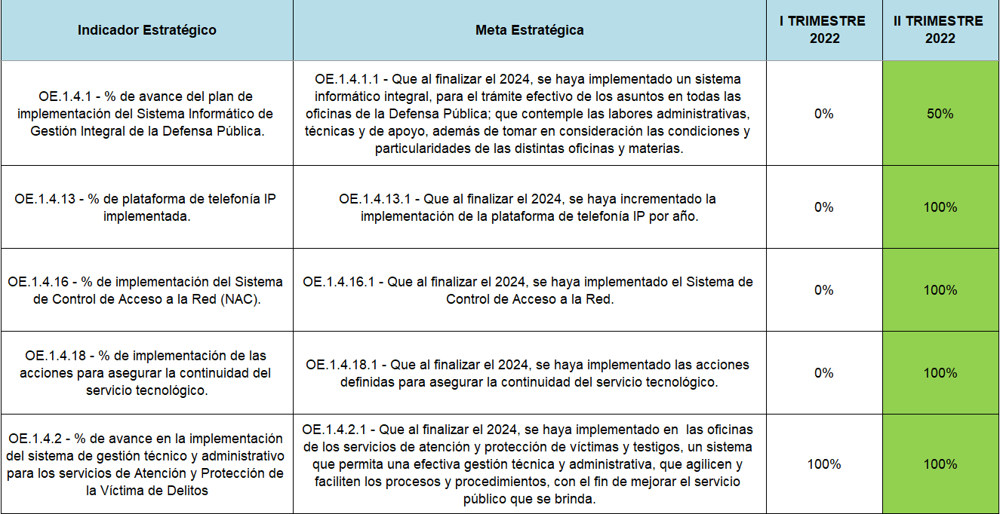 Indicador Estratégico
Meta Estratégica
I TRIMESTRE
2022
II TRIMESTRE
2022
OE.1.4.1 - % de avance del plan de
implementación del Sistema Informático de
Gestión Integral de la Defensa Pública.
OE.1.4.1.1 - Que al finalizar el 2024, se haya implementado un sistema
informático integral, para el trámite efectivo de los asuntos en todas las
oficinas de la Defensa Pública; que contemple las labores administrativas,
técnicas y de apoyo, además de tomar en consideración las condiciones y
particularidades de las distintas oficinas y materias.
0%
50%
OE.1.4.13 - % de plataforma de telefonía IP
implementada.
OE.1.4.13.1 - Que al finalizar el 2024, se haya incrementado la
implementación de la plataforma de telefonía IP por año.
0%
100%
OE.1.4.16 - % de implementación del Sistema
de Control de Acceso a la Red (NAC).
OE.1.4.16.1 - Que al finalizar el 2024, se haya implementado el Sistema de
Control de Acceso a la Red.
0%
100%
OE.1.4.18 - % de implementación de las
acciones para asegurar la continuidad del
servicio tecnológico.
OE.1.4.18.1 - Que al finalizar el 2024, se haya implementado las acciones
definidas para asegurar la continuidad del servicio tecnológico.
0%
100%
OE.1.4.2 - % de avance en la implementación
del sistema de gestión técnico y administrativo
para los servicios de Atención y Protección de
la Víctima de Delitos
OE.1.4.2.1 - Que al finalizar el 2024, se haya implementado en  las oficinas
de los servicios de atención y protección de víctimas y testigos, un sistema
que permita una efectiva gestión técnica y administrativa, que agilicen y
faciliten los procesos y procedimientos, con el fin de mejorar el servicio
público que se brinda.
100%
100%